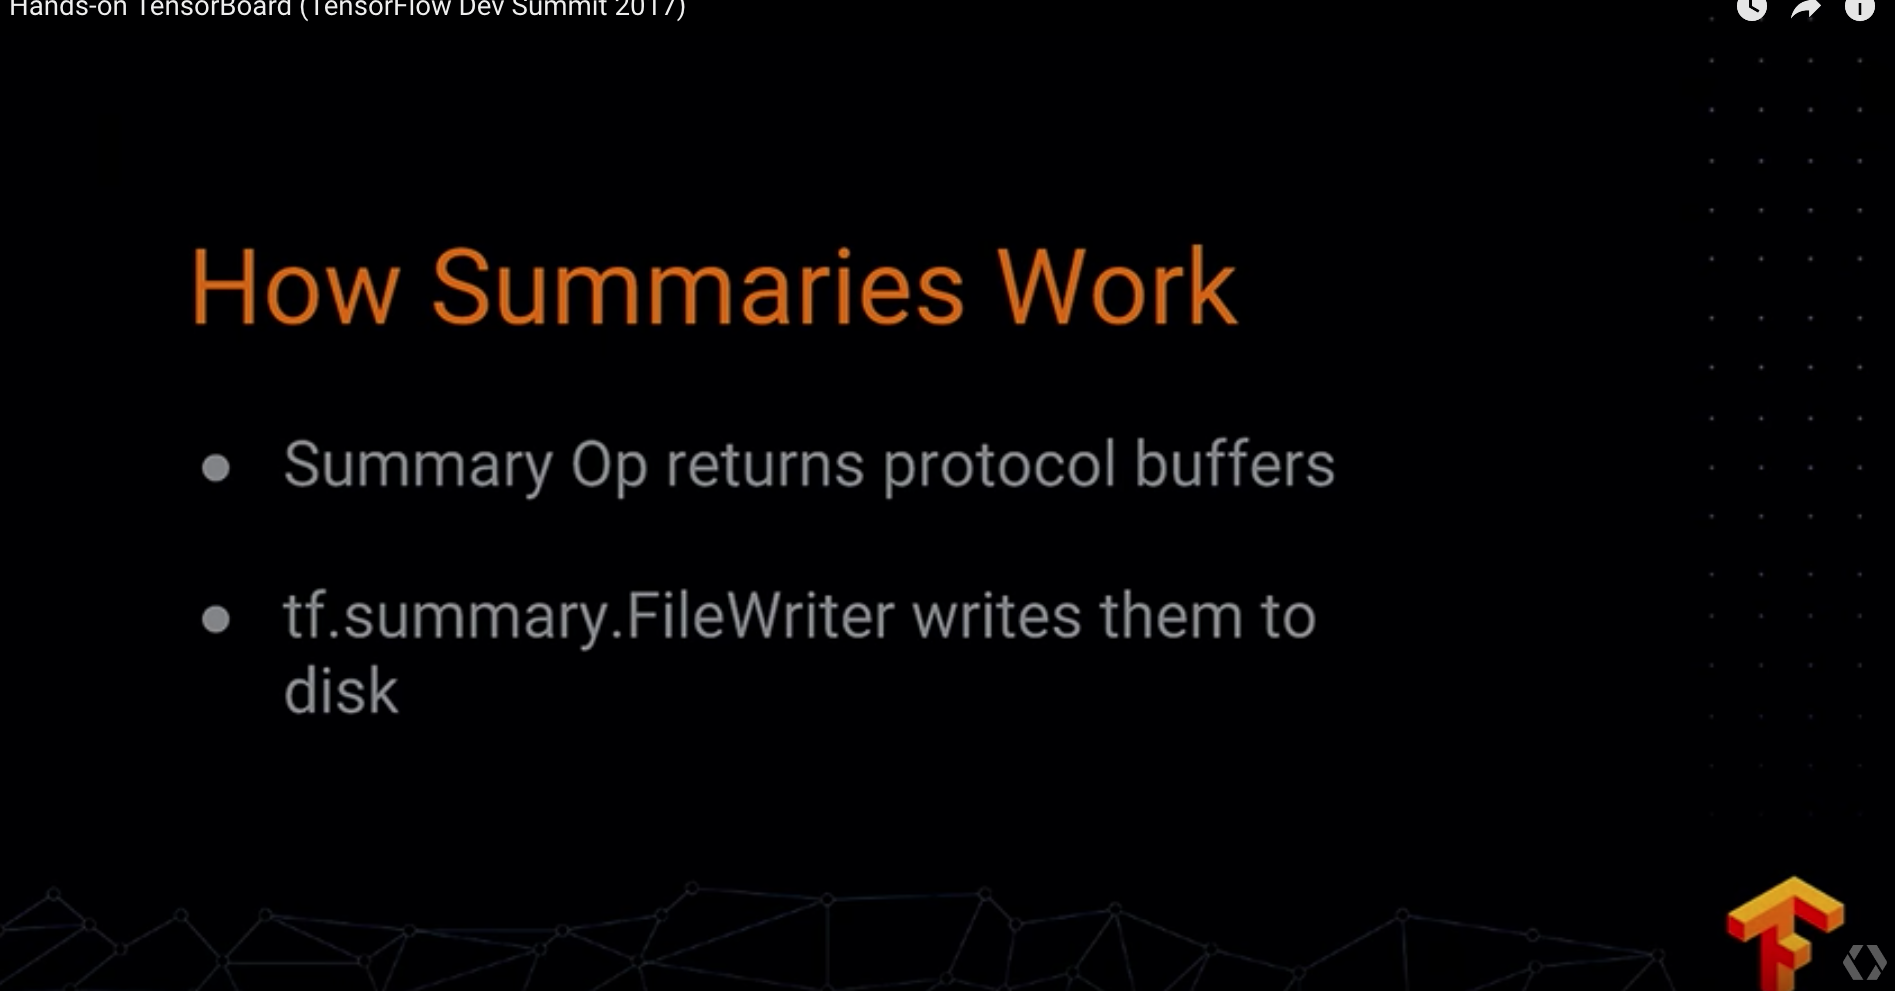 Hands-on TensorBoard (TensorFlow Dev Summit 2017)
How Summaries Work
● Summary Op returns protocol buffers
● tf.summary.FileWriter writes them to
disk